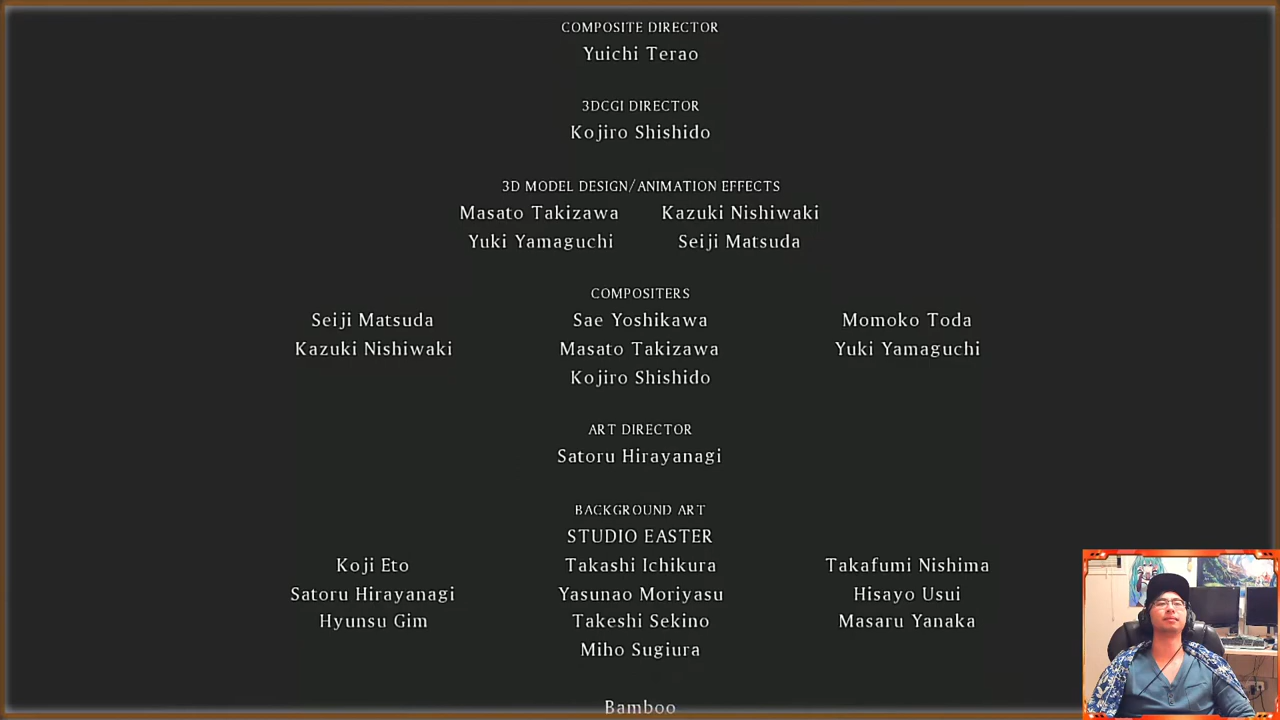 COMPOSITE DIRECTOR
Yuichi Terao
3DCGI DIRECTOR
Kojiro Shishido
3D MODEL DESIGN/ANIMATION EFFECTS
Masato Takizawa Kazuki Nishiwaki
Yuki Yamaguchi Seiji Matsuda
COMPOSITERS
Seiji Matsuda Sae Yoshikawa Momoko Toda
Kazuki Nishiwaki Masato Takizawa Yuki Yamaguchi
Kojiro Shishido
ART DIRECTOR
Satoru Hirayanagi
BACKGROUND ART
STUDIO EASTER
Koji Eto Takashi Ichikura Takafumi Nishima
Satoru Hirayanagi Yasunao Moriyasu Hisayo Usui
Hyunsu Gim Takeshi Sekino Masaru Yanaka
Miho Sugiura
Bamboo